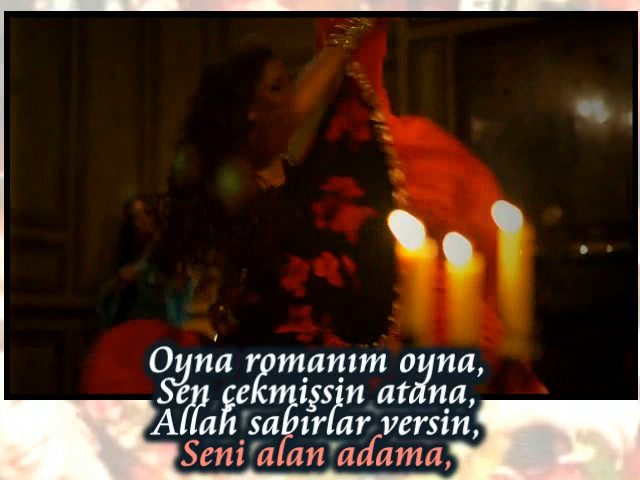 Oyna romanım oyna,
Sen çekmişsin atana,
Allah sabırlar versin,
Seni alan adama,